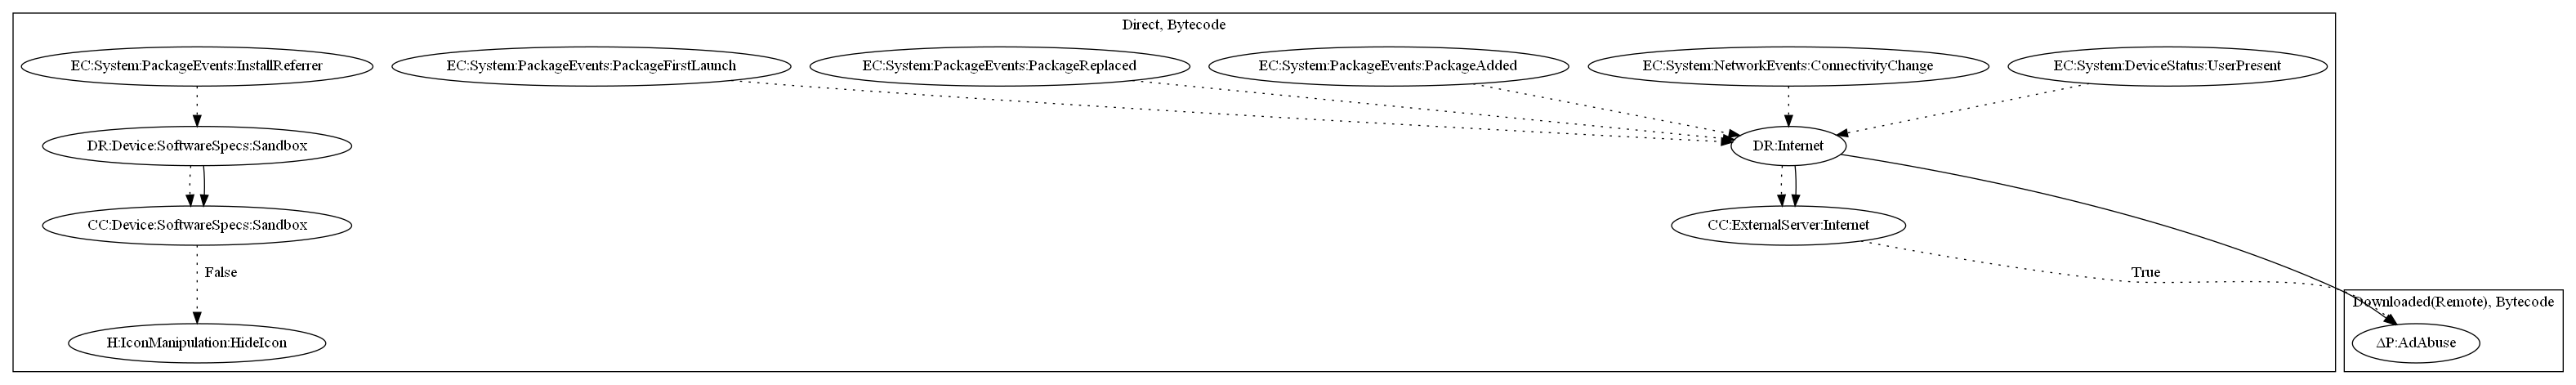 Direct, Bytecode
EC:System:PackageEvents:InstallReferrer
EC:System:PackageEvents:PackageFirstLaunch
EC:System:PackageEvents:PackageReplaced
EC:System:PackageEvents:PackageAdded
EC:System:NetworkEvents:ConnectivityChange
EC:System:DeviceStatus:UserPresent
DR:Device:SoftwareSpecs:Sandbox
DR:Internet
CC:Device:SoftwareSpecs:Sandbox
CC:ExternalServer:Internet
False
True
Downloaded(Remote), Bytecode
H:IconManipulation:HideIcon
ΔP:AdAbuse